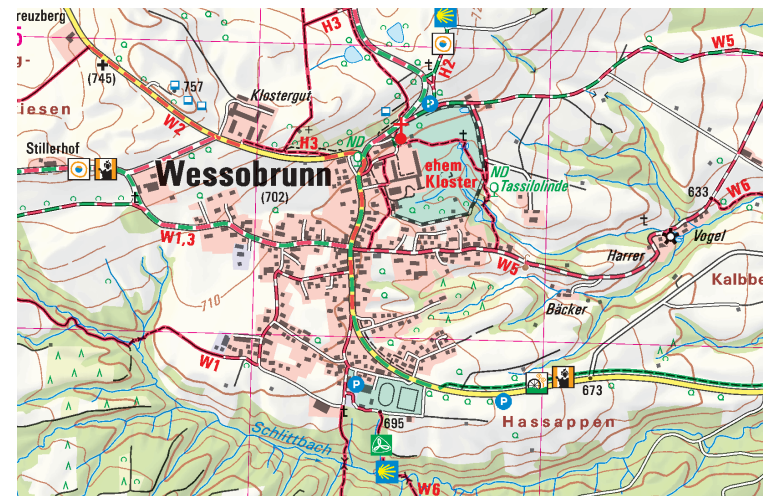 reuzberg
H3
72
H2
W5
(745)
757
g-
iesen
Klostergut
W2
P
Stillerhof
H3
ND
ehem
Kloster
ND
Tassilolinde
Wessobrunn
(702)
633
W6
W1,3
W5
Harrer
Vogel
Kalbbe
710
Bäcker
W1
P
P
673
695
Hassappen
Schlittbach
W6